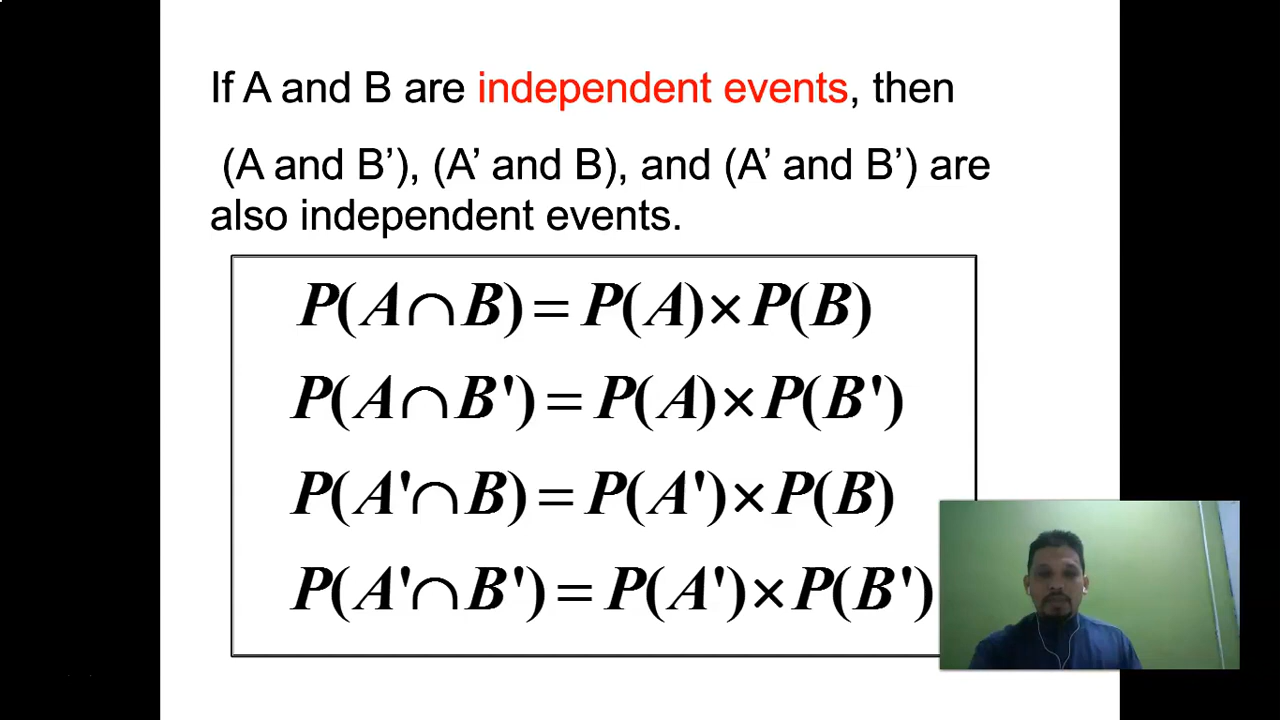 If A and B are independent events, then
(A and B’), (A’ and B), and (A’ and B’) are
also independent events.
P(A∩B)=P(A)×P(B)
P(A∩B')=P(A)×P(B')
P(A'∩B)=P(A')×P(B)
P(A'∩B')=P(A')×P(B')